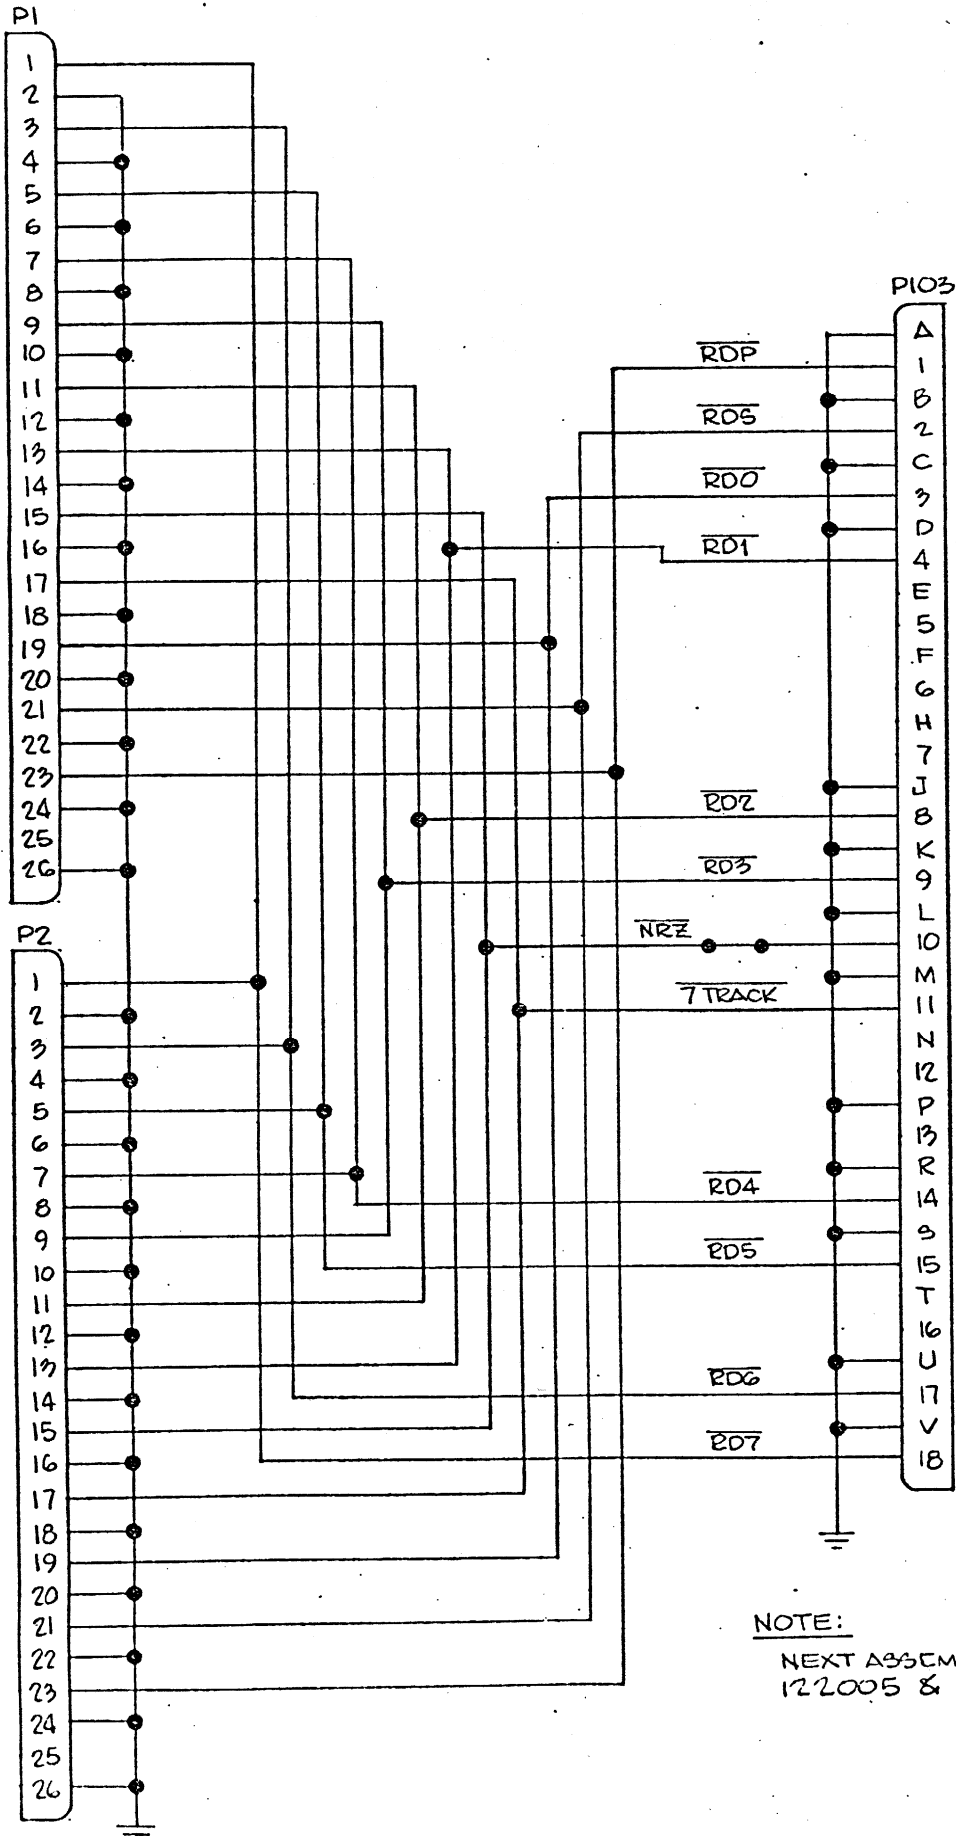 P1
1
2
3
4
5
6
7
8
9
10
11
12
13
14
15
16
17
18
19
20
21
22
23
24
25
26
P2
1
2
3
4
5
6
7
8
9
10
11
12
13
14
15
16
17
18
19
20
21
22
23
24
25
26
RDP
RDS
RD0
RD1
RD2
RD3
NRZ
7 TRACK
RD4
RD5
RD6
RD7
P103
A
1
B
2
C
3
D
4
E
5
F
6
H
7
J
8
K
9
L
10
M
11
N
12
P
13
R
14
S
15
T
16
U
17
V
18
NOTE:
NEXT ASSEM
122005 &